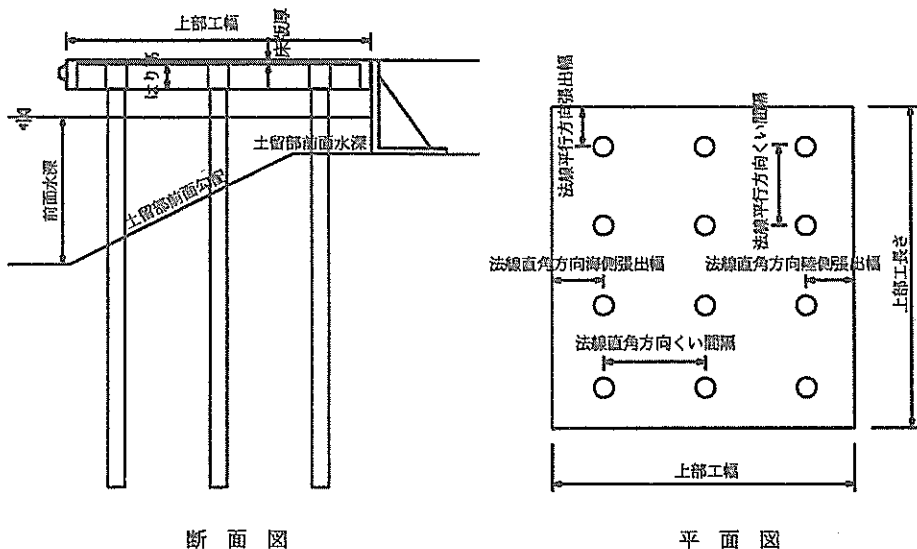 上部工幅
床板厚
はり高
前面水深
土留部前面水深
土留部前面勾配
断面図
法線平行方向張出幅
法線平行方向くい間隔
法線直角方向海側張出幅
法線直角方向陸側張出幅
法線直角方向くい間隔
上部工長さ
上部工幅
平面図